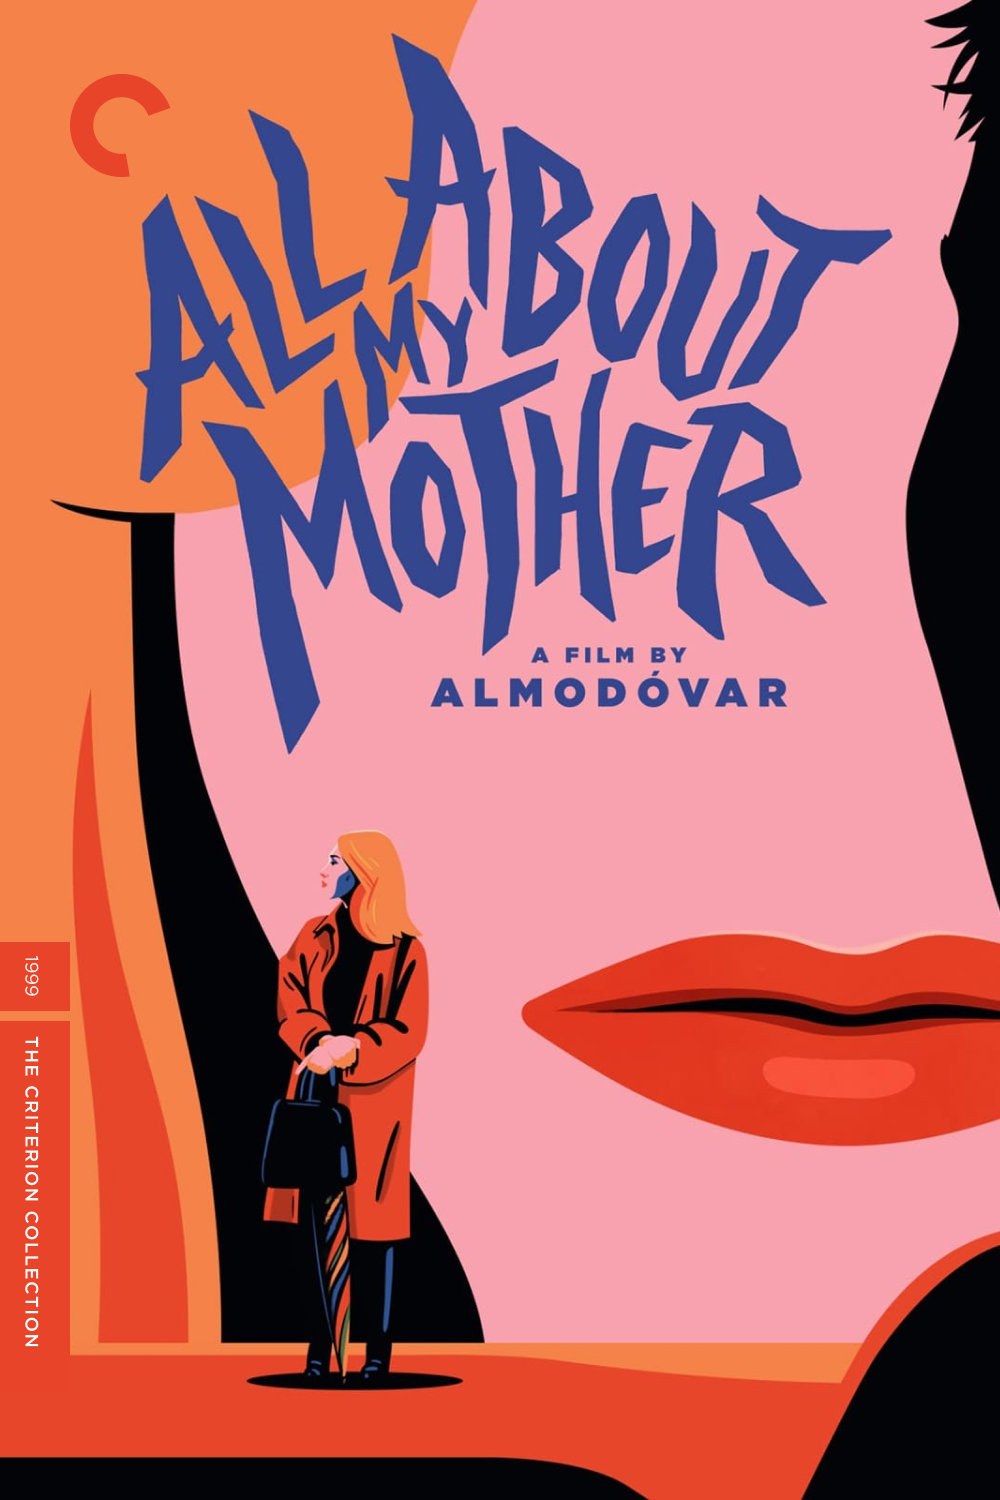 ALL ABOUT
MY
MOTHER
A FILM BY
ALMODÓVAR
1999
THE CRITERION COLLECTION